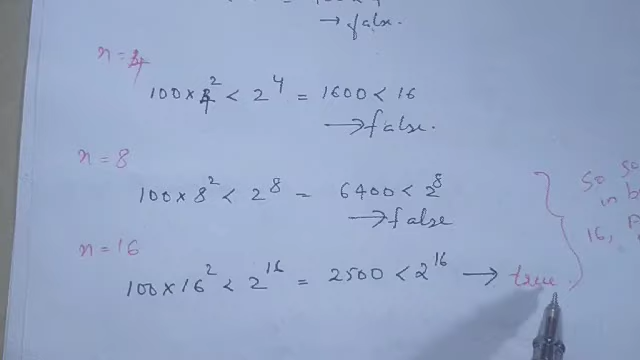 → false.
n = 4
100 × 4² < 2⁴ = 1600 < 16
→ false.
n = 8
100 × 8² < 2⁸ = 6400 < 2⁸
→ false
so so
in b
16,
n = 16
100 × 16² < 2¹⁶ = 2500 < 2¹⁶ → true.